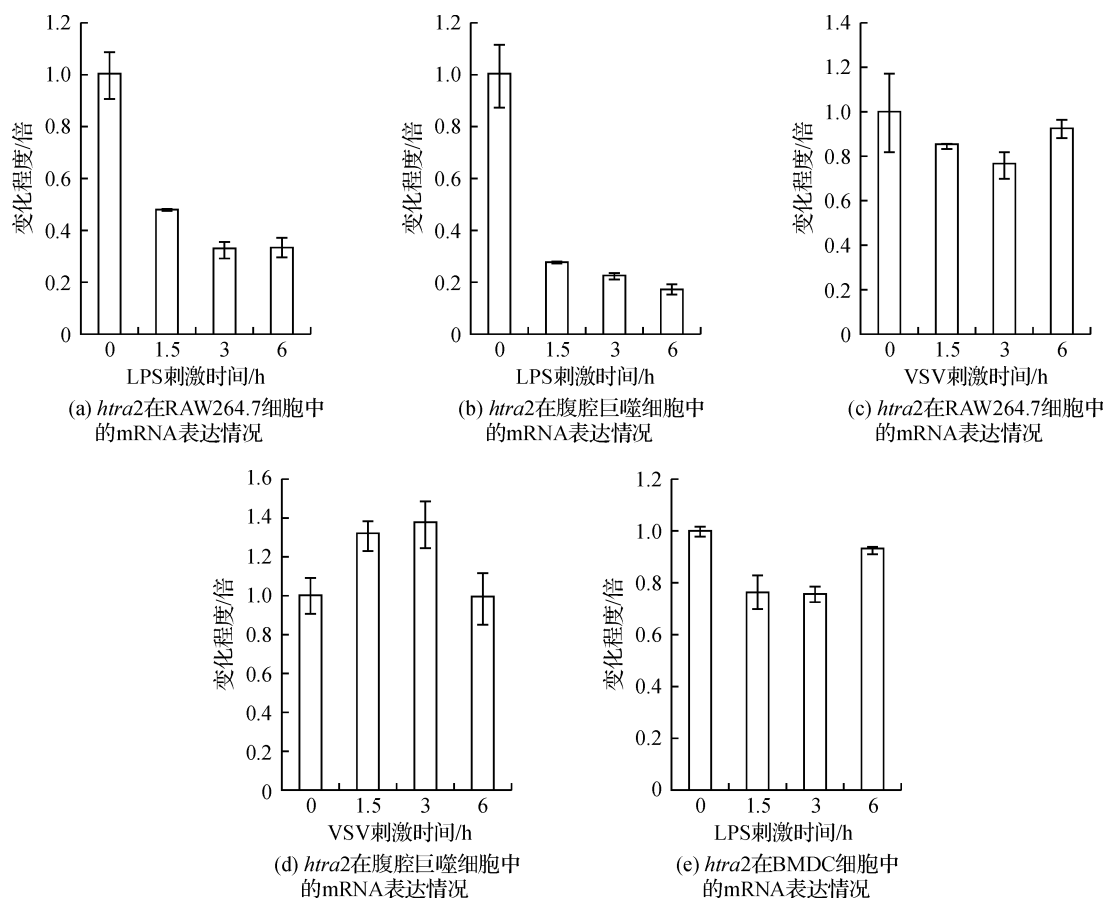 1.2
1.0
0.8
0.6
0.4
0.2
0
变化程度/倍
0 1.5 3 6
LPS刺激时间/h
(a) htra2在RAW264.7细胞中
的mRNA表达情况
1.2
1.0
0.8
0.6
0.4
0.2
0
变化程度/倍
0 1.5 3 6
LPS刺激时间/h
(b) htra2在腹腔巨噬细胞中
的mRNA表达情况
1.4
1.2
1.0
0.8
0.6
0.4
0.2
0
变化程度/倍
0 1.5 3 6
VSV刺激时间/h
(c) htra2在RAW264.7细胞中
的mRNA表达情况
1.6
1.4
1.2
1.0
0.8
0.6
0.4
0.2
0
变化程度/倍
0 1.5 3 6
VSV刺激时间/h
(d) htra2在腹腔巨噬细胞中
的mRNA表达情况
1.2
1.0
0.8
0.6
0.4
0.2
0
变化程度/倍
0 1.5 3 6
LPS刺激时间/h
(e) htra2在BMDC细胞中
的mRNA表达情况